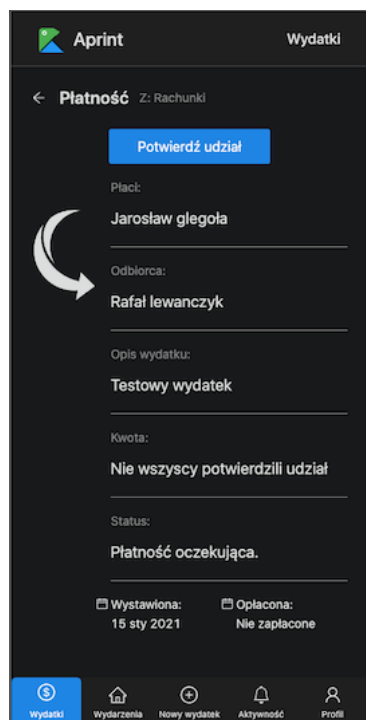 Aprint Wydatki
← Płatność Z: Rachunki
Potwierdź udział
Płaci:
Jarosław glegoła
Odbiorca:
Rafał lewanczyk
Opis wydatku:
Testowy wydatek
Kwota:
Nie wszyscy potwierdzili udział
Status:
Płatność oczekująca.
Wystawiona: Opłacona:
15 sty 2021 Nie zapłacone
Wydatki Wydarzenia Nowy wydatek Aktywność Profil